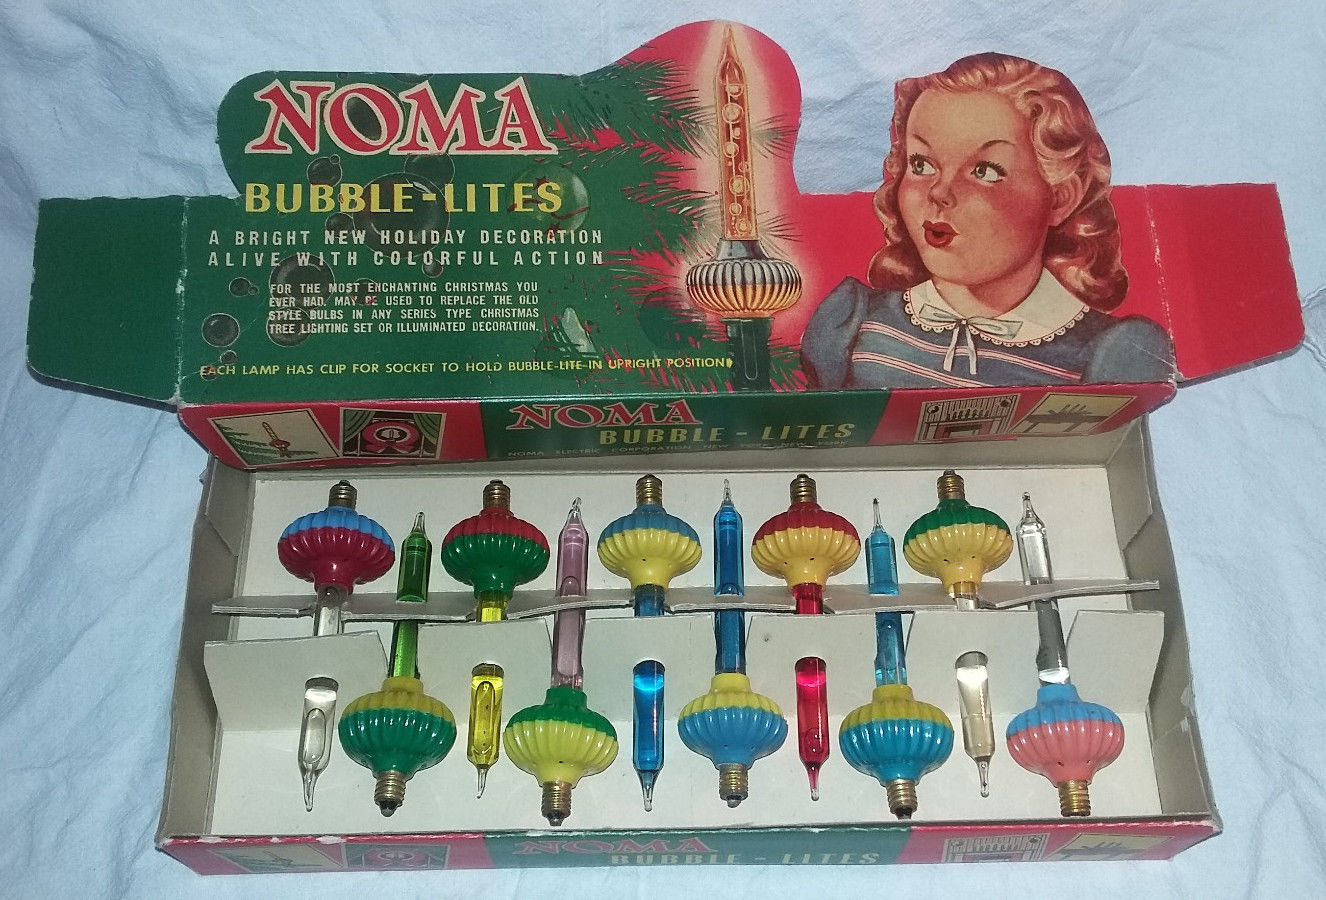 NOMA
BUBBLE-LITES
A BRIGHT NEW HOLIDAY DECORATION
ALIVE WITH COLORFUL ACTION
FOR THE MOST ENCHANTING CHRISTMAS YOU
EVER HAD. MAY BE USED TO REPLACE THE OLD
STYLE BULBS IN ANY SERIES TYPE CHRISTMAS
TREE LIGHTING SET OR ILLUMINATED DECORATION.
EACH LAMP HAS CLIP FOR SOCKET TO HOLD BUBBLE-LITE IN UPRIGHT POSITION
NOMA
BUBBLE - LITES
NOMA ELECTRIC CORPORATION NEW YORK NEW YORK
NOMA
BUBBLE - LITES